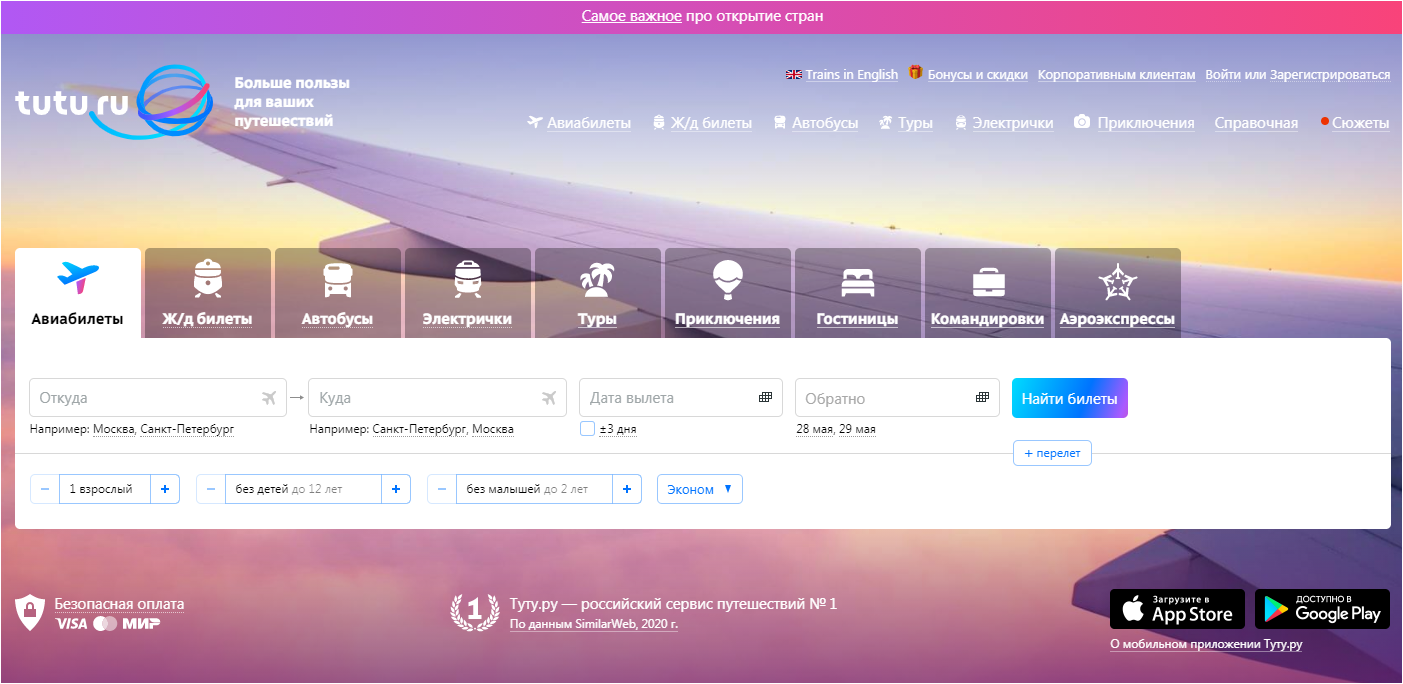 Самое важное про открытие стран
Trains in English Бонусы и скидки Корпоративным клиентам Войти или Зарегистрироваться
tutu ru
Больше пользы
для ваших
путешествий
Авиабилеты Ж/д билеты Автобусы Туры Электрички Приключения Справочная Сюжеты
Авиабилеты Ж/д билеты Автобусы Электрички Туры Приключения Гостиницы Командировки Аэроэкспрессы
Откуда → Куда Дата вылета Обратно Найти билеты
Например: Москва, Санкт-Петербург Например: Санкт-Петербург, Москва ±3 дня 28 мая, 29 мая
+ перелет
− 1 взрослый + − без детей до 12 лет + − без малышей до 2 лет + Эконом ▼
Безопасная оплата
VISA МИР
1
Туту.ру — российский сервис путешествий № 1
По данным SimilarWeb, 2020 г.
Загрузите в
App Store
ДОСТУПНО В
Google Play
О мобильном приложении Туту.ру